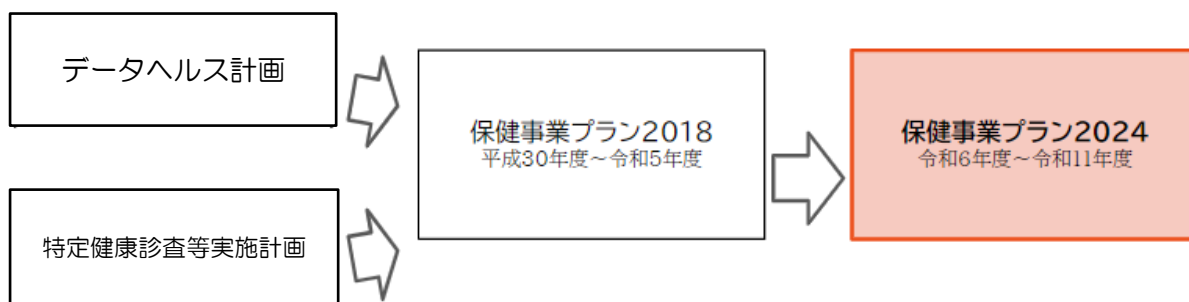 データヘルス計画
特定健康診査等実施計画
保健事業プラン2018
平成30年度～令和5年度
保健事業プラン2024
令和6年度～令和11年度